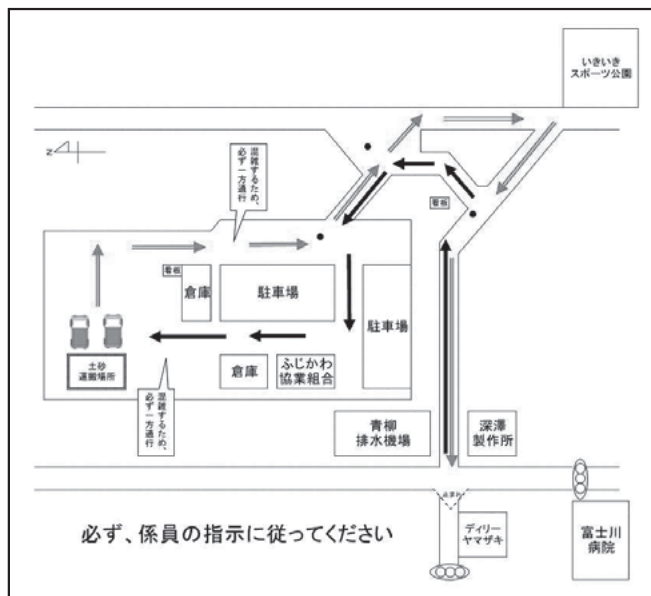 いきいき
スポーツ公園
N
混雑するため、
必ず一方通行
看板
看板
倉庫
駐車場
駐車場
土砂
運搬場所
倉庫
ふじかわ
協業組合
混雑するため、
必ず一方通行
青柳
排水機場
深澤
製作所
止まれ
必ず、係員の指示に従ってください
デイリー
ヤマザキ
富士川
病院